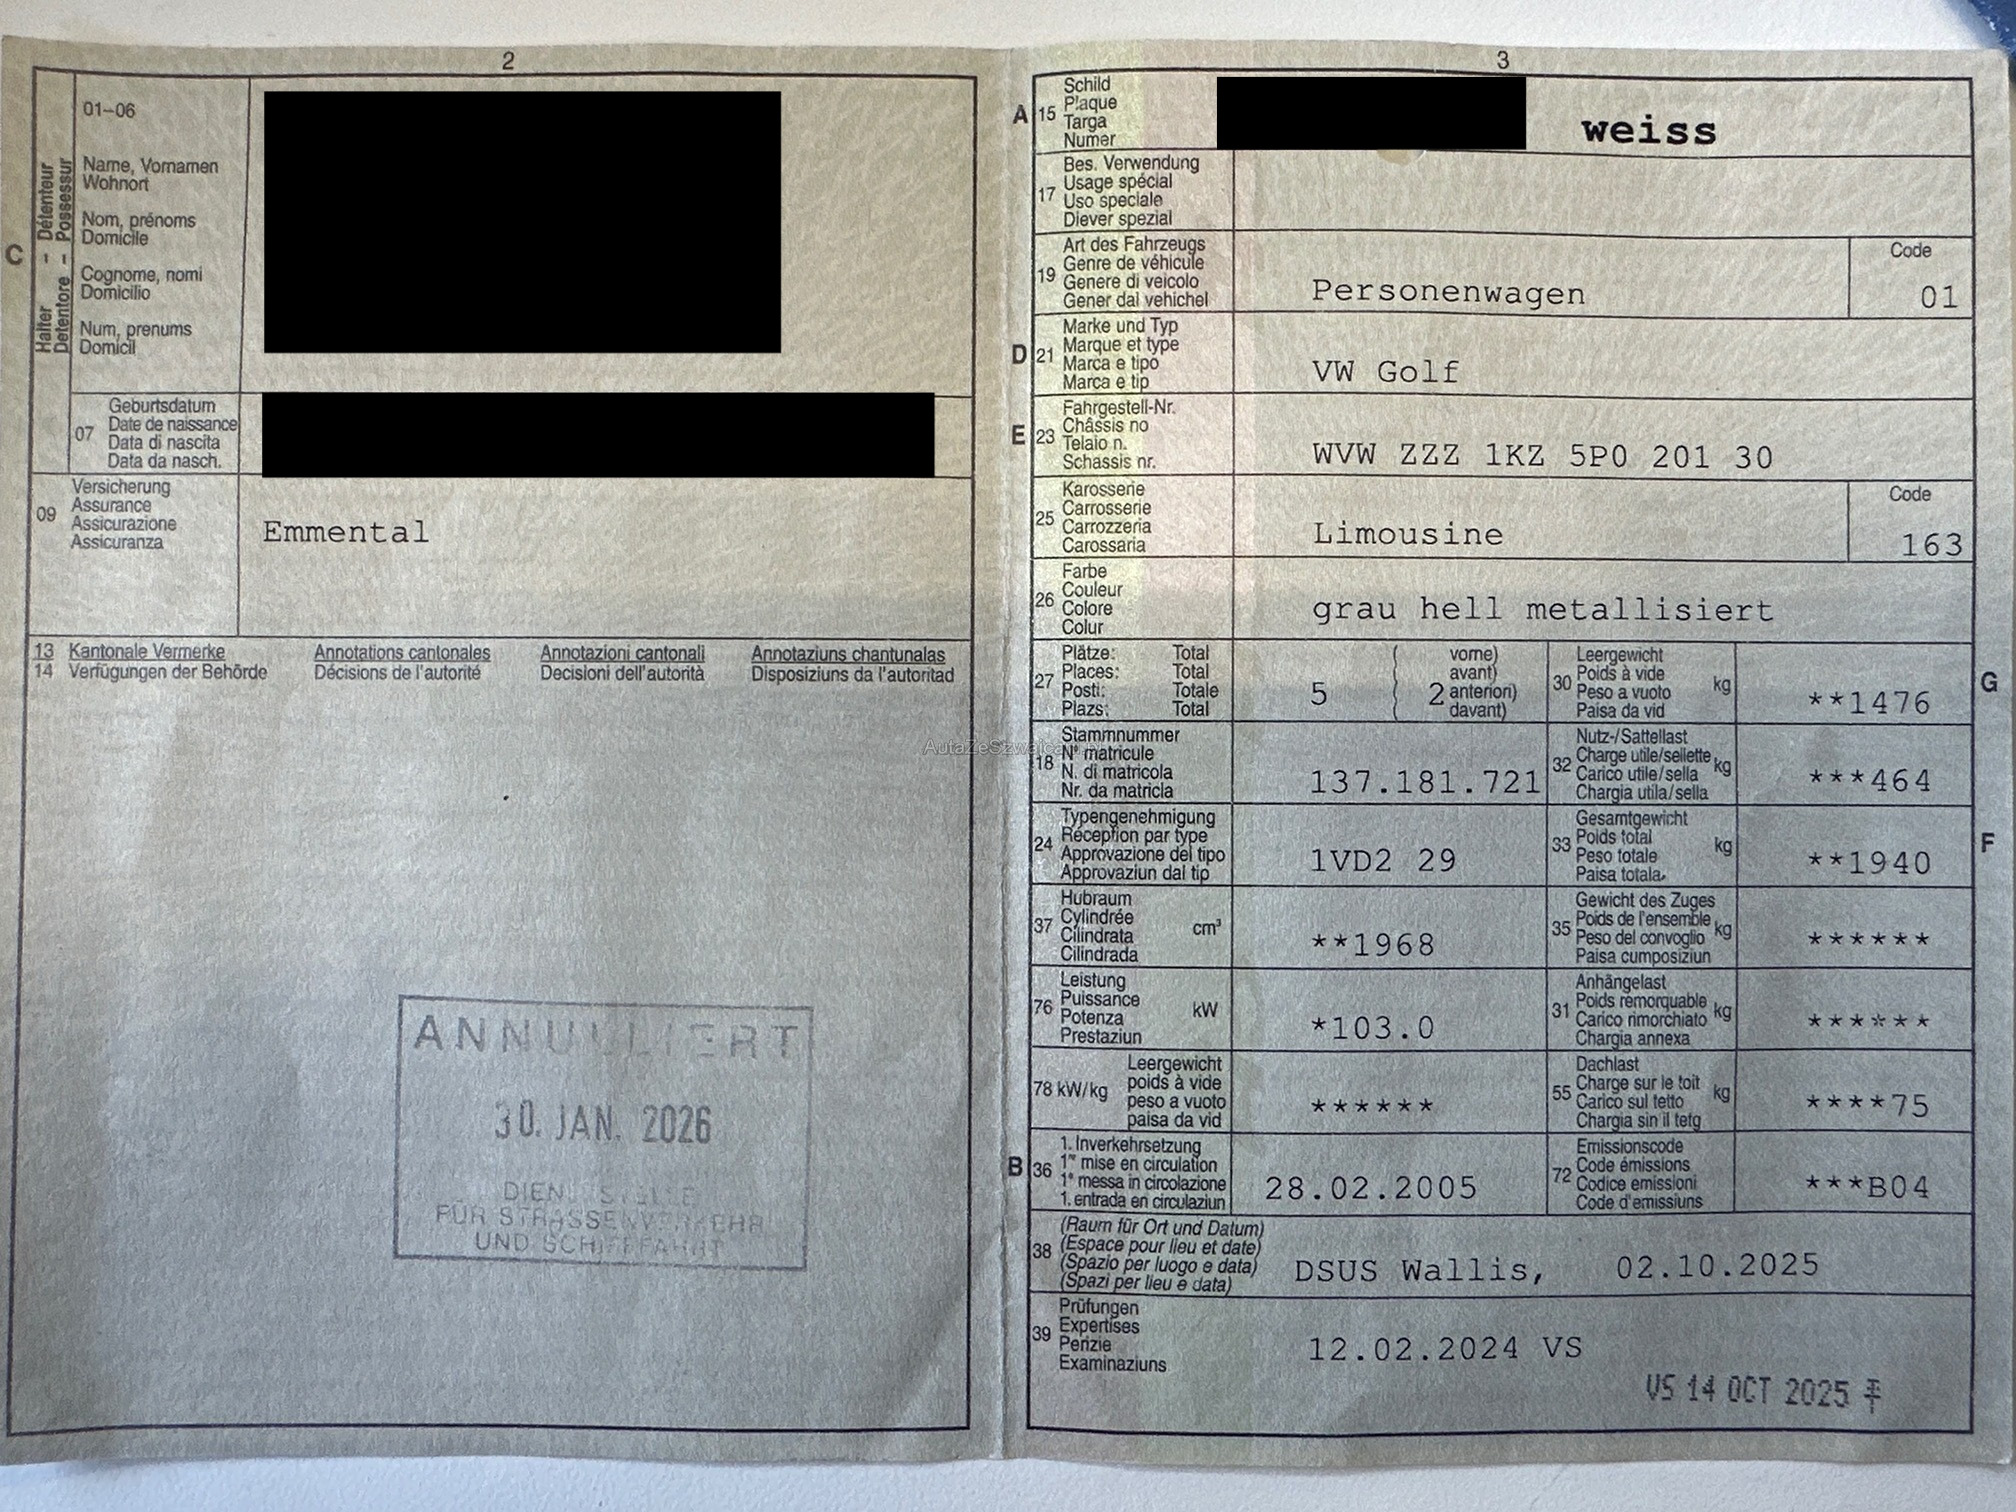 2
01–06
Name, Vornamen
Wohnort
Nom, prénoms
Domicile
Cognome, nomi
Domicilio
Num, prenums
Domicil
C
Halter – Détenteur
Detentore – Possessur
07
Geburtsdatum
Date de naissance
Data di nascita
Data da nasch.
09
Versicherung
Assurance
Assicurazione
Assicuranza
Emmental
13 Kantonale Vermerke Annotations cantonales Annotazioni cantonali Annotaziuns chantunalas
14 Verfügungen der Behörde Décisions de l'autorité Decisioni dell'autorità Disposiziuns da l'autoritad
ANNULLIERT
30. JAN. 2026
DIENSTSTELLE
FÜR STRASSENVERKEHR
UND SCHIFFFAHRT
3
A 15
Schild
Plaque
Targa
Numer
weiss
17
Bes. Verwendung
Usage spécial
Uso speciale
Diever spezial
19
Art des Fahrzeugs
Genre de véhicule
Genere di veicolo
Gener dal vehichel
Personenwagen
Code
01
D 21
Marke und Typ
Marque et type
Marca e tipo
Marca e tip
VW Golf
E 23
Fahrgestell-Nr.
Châssis no
Telaio n.
Schassis nr.
WVW ZZZ 1KZ 5P0 201 30
25
Karosserie
Carrosserie
Carrozzeria
Carossaria
Limousine
Code
163
26
Farbe
Couleur
Colore
Colur
grau hell metallisiert
27
Plätze: Total
Places: Total
Posti: Totale
Plazs: Total
5
2
vorne)
avant)
anteriori)
davant)
30
Leergewicht
Poids à vide
Peso a vuoto
Paisa da vid
kg
**1476
G
18
Stammnummer
N° matricule
N. di matricola
Nr. da matricla
137.181.721
32
Nutz-/Sattellast
Charge utile/sellette
Carico utile/sella
Chargia utila/sella
kg
***464
24
Typengenehmigung
Réception par type
Approvazione del tipo
Approvaziun dal tip
1VD2 29
33
Gesamtgewicht
Poids total
Peso totale
Paisa totala
kg
**1940
F
37
Hubraum
Cylindrée
Cilindrata
Cilindrada
cm³
**1968
35
Gewicht des Zuges
Poids de l'ensemble
Peso del convoglio
Paisa cumposiziun
kg
******
76
Leistung
Puissance
Potenza
Prestaziun
kW
*103.0
31
Anhängelast
Poids remorquable
Carico rimorchiato
Chargia annexa
kg
******
78 kW/kg
Leergewicht
poids à vide
peso a vuoto
paisa da vid
******
55
Dachlast
Charge sur le toit
Carico sul tetto
Chargia sin il tetg
kg
****75
B 36
1. Inverkehrsetzung
1re mise en circulation
1a messa in circolazione
1. entrada en circulaziun
28.02.2005
72
Emissionscode
Code émissions
Codice emissioni
Code d'emissiuns
***B04
38
(Raum für Ort und Datum)
(Espace pour lieu et date)
(Spazio per luogo e data)
(Spazi per lieu e data)
DSUS Wallis, 02.10.2025
39
Prüfungen
Expertises
Perizie
Examinaziuns
12.02.2024 VS
VS 14 OCT 2025